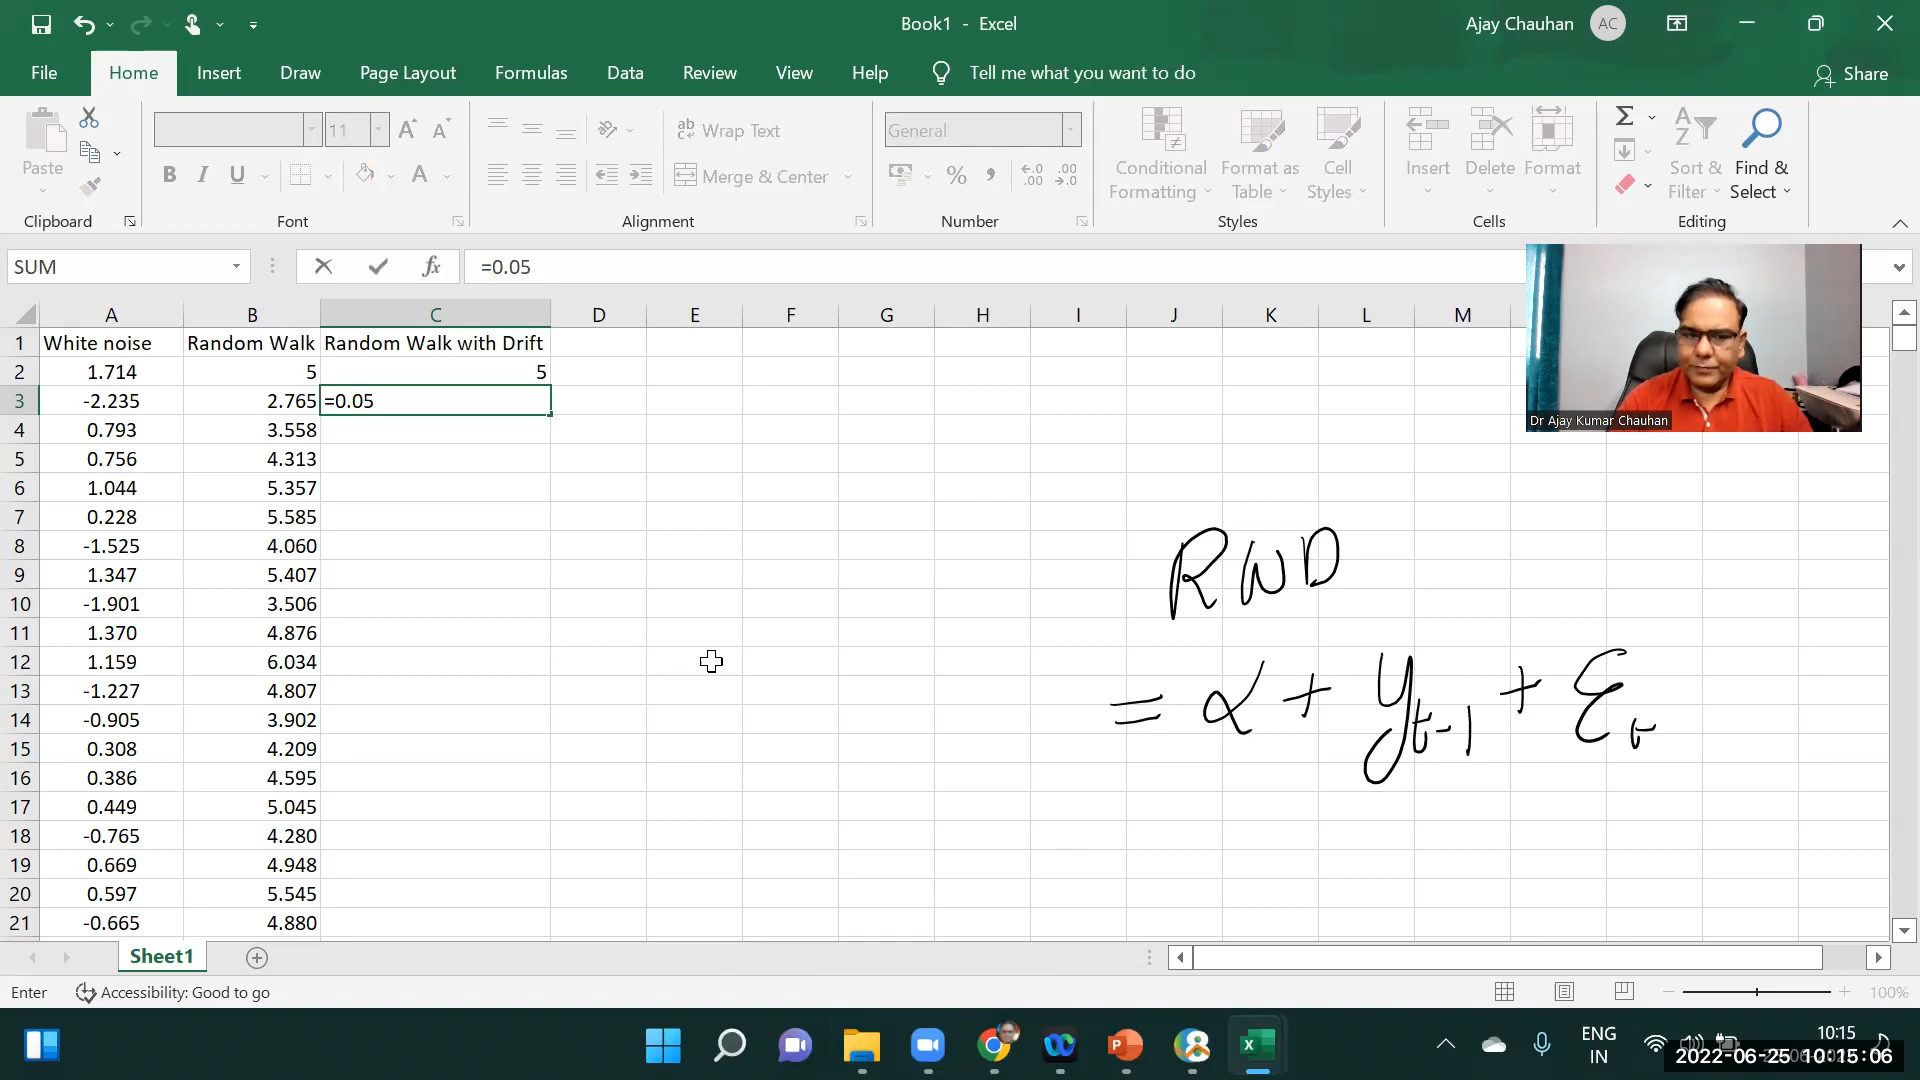 Book1 - Excel
Ajay Chauhan
AC
File Home Insert Draw Page Layout Formulas Data Review View Help Tell me what you want to do
Share
Paste
11
Wrap Text
Merge & Center
General
Conditional Formatting
Format as Table
Cell Styles
Insert Delete Format
Sort & Filter
Find & Select
Clipboard Font Alignment Number Styles Cells Editing
SUM
fx
=0.05
Dr Ajay Kumar Chauhan
A B C D E F G H I J K L M
1 White noise Random Walk Random Walk with Drift
2 1.714 5 5
3 -2.235 2.765 =0.05
4 0.793 3.558
5 0.756 4.313
6 1.044 5.357
7 0.228 5.585
8 -1.525 4.060
9 1.347 5.407
10 -1.901 3.506
11 1.370 4.876
12 1.159 6.034
13 -1.227 4.807
14 -0.905 3.902
15 0.308 4.209
16 0.386 4.595
17 0.449 5.045
18 -0.765 4.280
19 0.669 4.948
20 0.597 5.545
21 -0.665 4.880
RWD
= α + yt-1 + Ɛt
Sheet1
Enter
Accessibility: Good to go
100%
ENG
IN
10:15
2022-06-25 10:15:06